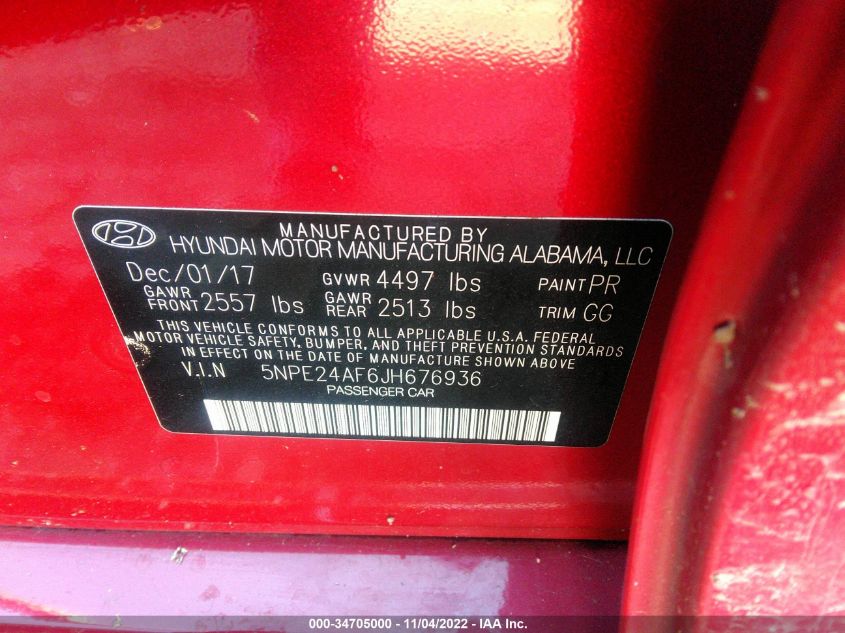 MANUFACTURED BY
HYUNDAI MOTOR MANUFACTURING ALABAMA, LLC
Dec/01/17 GVWR 4497 lbs PAINT PR
GAWR FRONT 2557 lbs GAWR REAR 2513 lbs TRIM GG
THIS VEHICLE CONFORMS TO ALL APPLICABLE U.S.A. FEDERAL
MOTOR VEHICLE SAFETY, BUMPER, AND THEFT PREVENTION STANDARDS
IN EFFECT ON THE DATE OF MANUFACTURE SHOWN ABOVE
V.I.N 5NPE24AF6JH676936
PASSENGER CAR
000-34705000 - 11/04/2022 - IAA Inc.